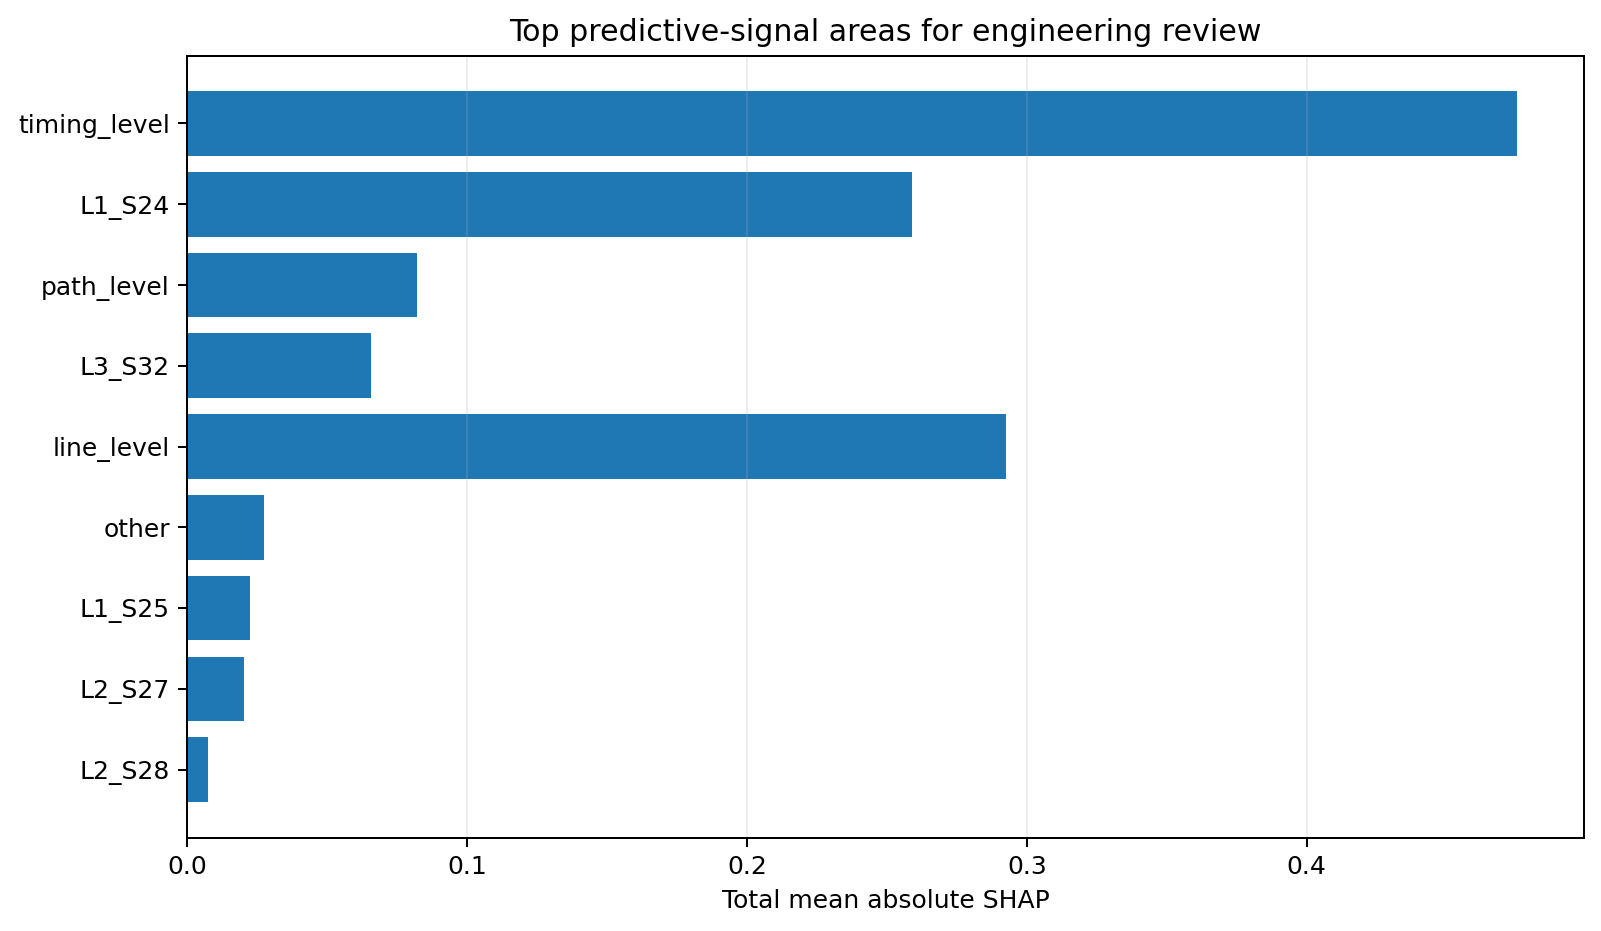 Top predictive-signal areas for engineering review
timing_level
L1_S24
path_level
L3_S32
line_level
other
L1_S25
L2_S27
L2_S28
0.0 0.1 0.2 0.3 0.4
Total mean absolute SHAP